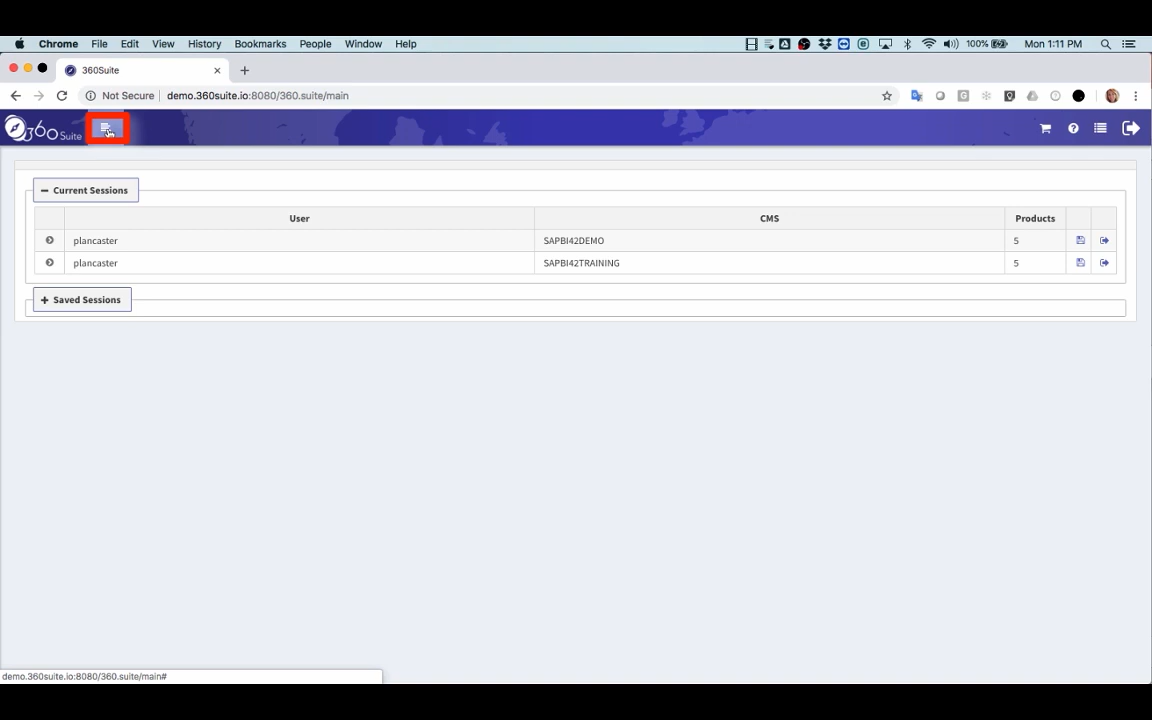 Chrome File Edit View History Bookmarks People Window Help 100% Mon 1:11 PM
360Suite
Not Secure demo.360suite.io:8080/360.suite/main
360 Suite
Current Sessions
User CMS Products
plancaster SAPBI42DEMO 5
plancaster SAPBI42TRAINING 5
Saved Sessions
demo.360suite.io:8080/360.suite/main#